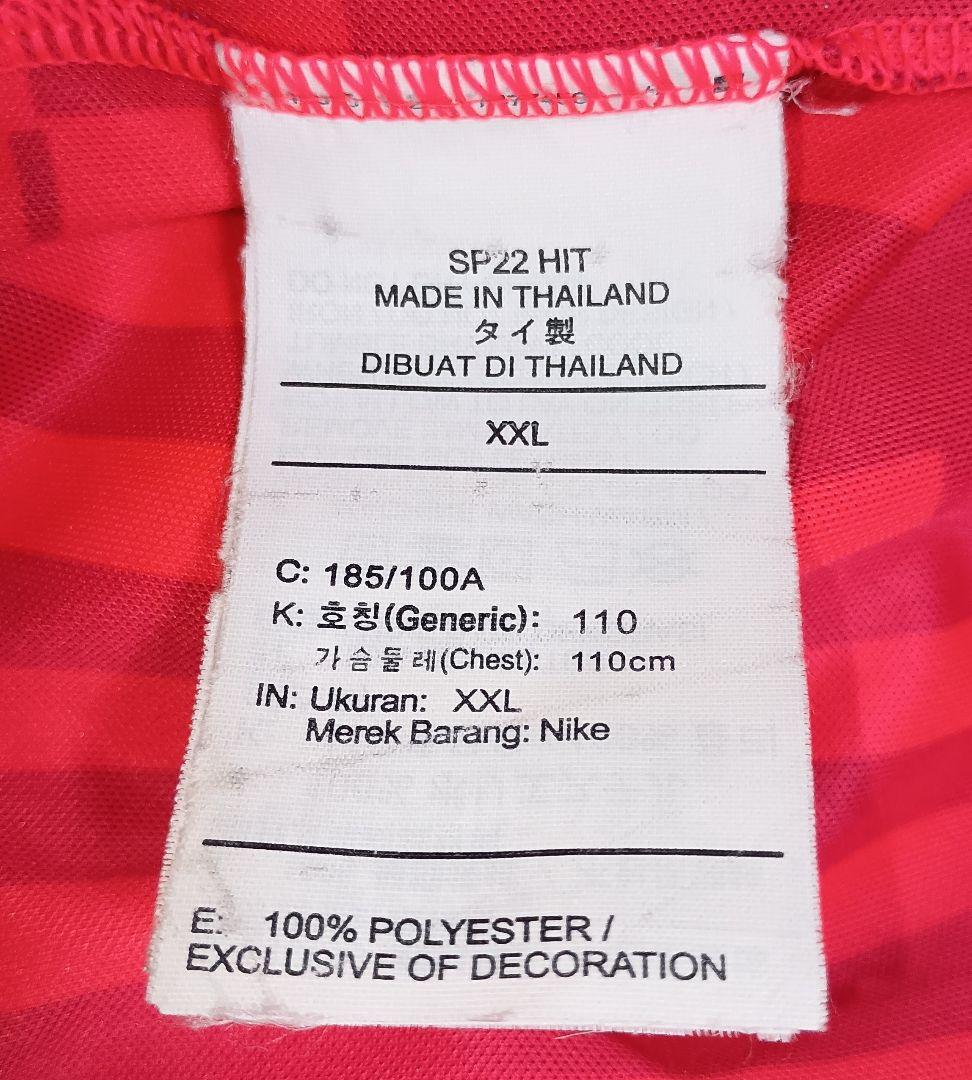 SP22 HIT
MADE IN THAILAND
タイ製
DIBUAT DI THAILAND
XXL
C: 185/100A
K: 호칭(Generic): 110
가슴둘레(Chest): 110cm
IN: Ukuran: XXL
Merek Barang: Nike
E: 100% POLYESTER /
EXCLUSIVE OF DECORATION